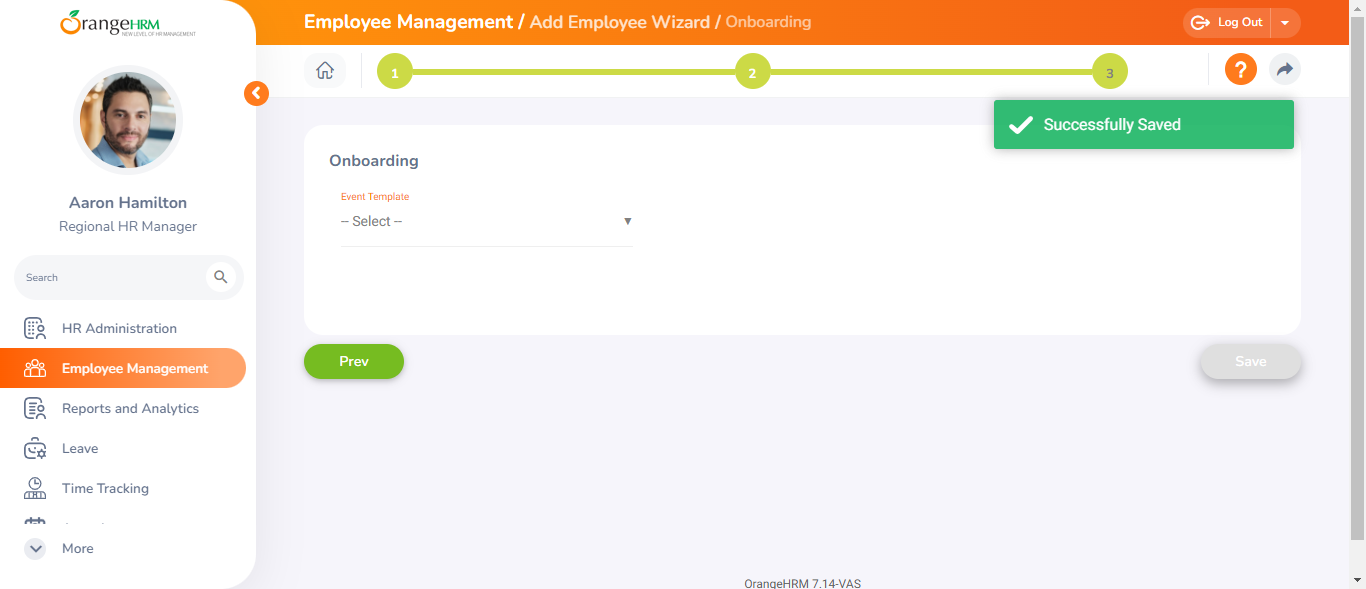 OrangeHRM
NEW LEVEL OF HR MANAGEMENT
Employee Management / Add Employee Wizard / Onboarding
Log Out
1
2
3
?
Successfully Saved
Aaron Hamilton
Regional HR Manager
Search
HR Administration
Employee Management
Reports and Analytics
Leave
Time Tracking
More
Onboarding
Event Template
-- Select --
Prev
Save
OrangeHRM 7.14-VAS